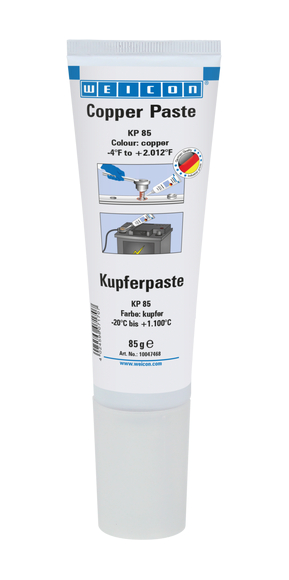 WEICON
Copper Paste
KP 85
Colour: copper
-4°F to +2.012°F
Kupferpaste
KP 85
Farbe: kupfer
-20°C bis +1.100°C
85 g ℮
Art. No.: 10047468
www.weicon.com